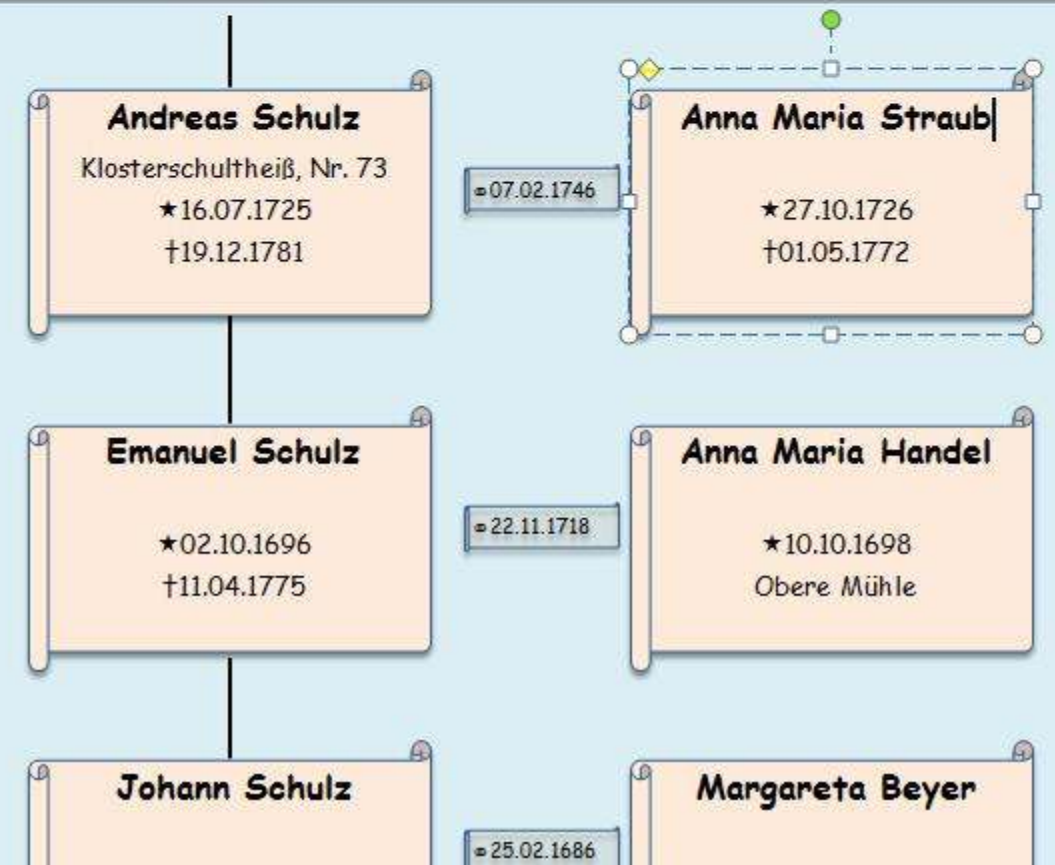 Andreas Schulz
Klosterschultheiß, Nr. 73
★16.07.1725
†19.12.1781
⚭07.02.1746
Anna Maria Straub
★27.10.1726
†01.05.1772
Emanuel Schulz
★02.10.1696
†11.04.1775
⚭22.11.1718
Anna Maria Handel
★10.10.1698
Obere Mühle
Johann Schulz
⚭25.02.1686
Margareta Beyer